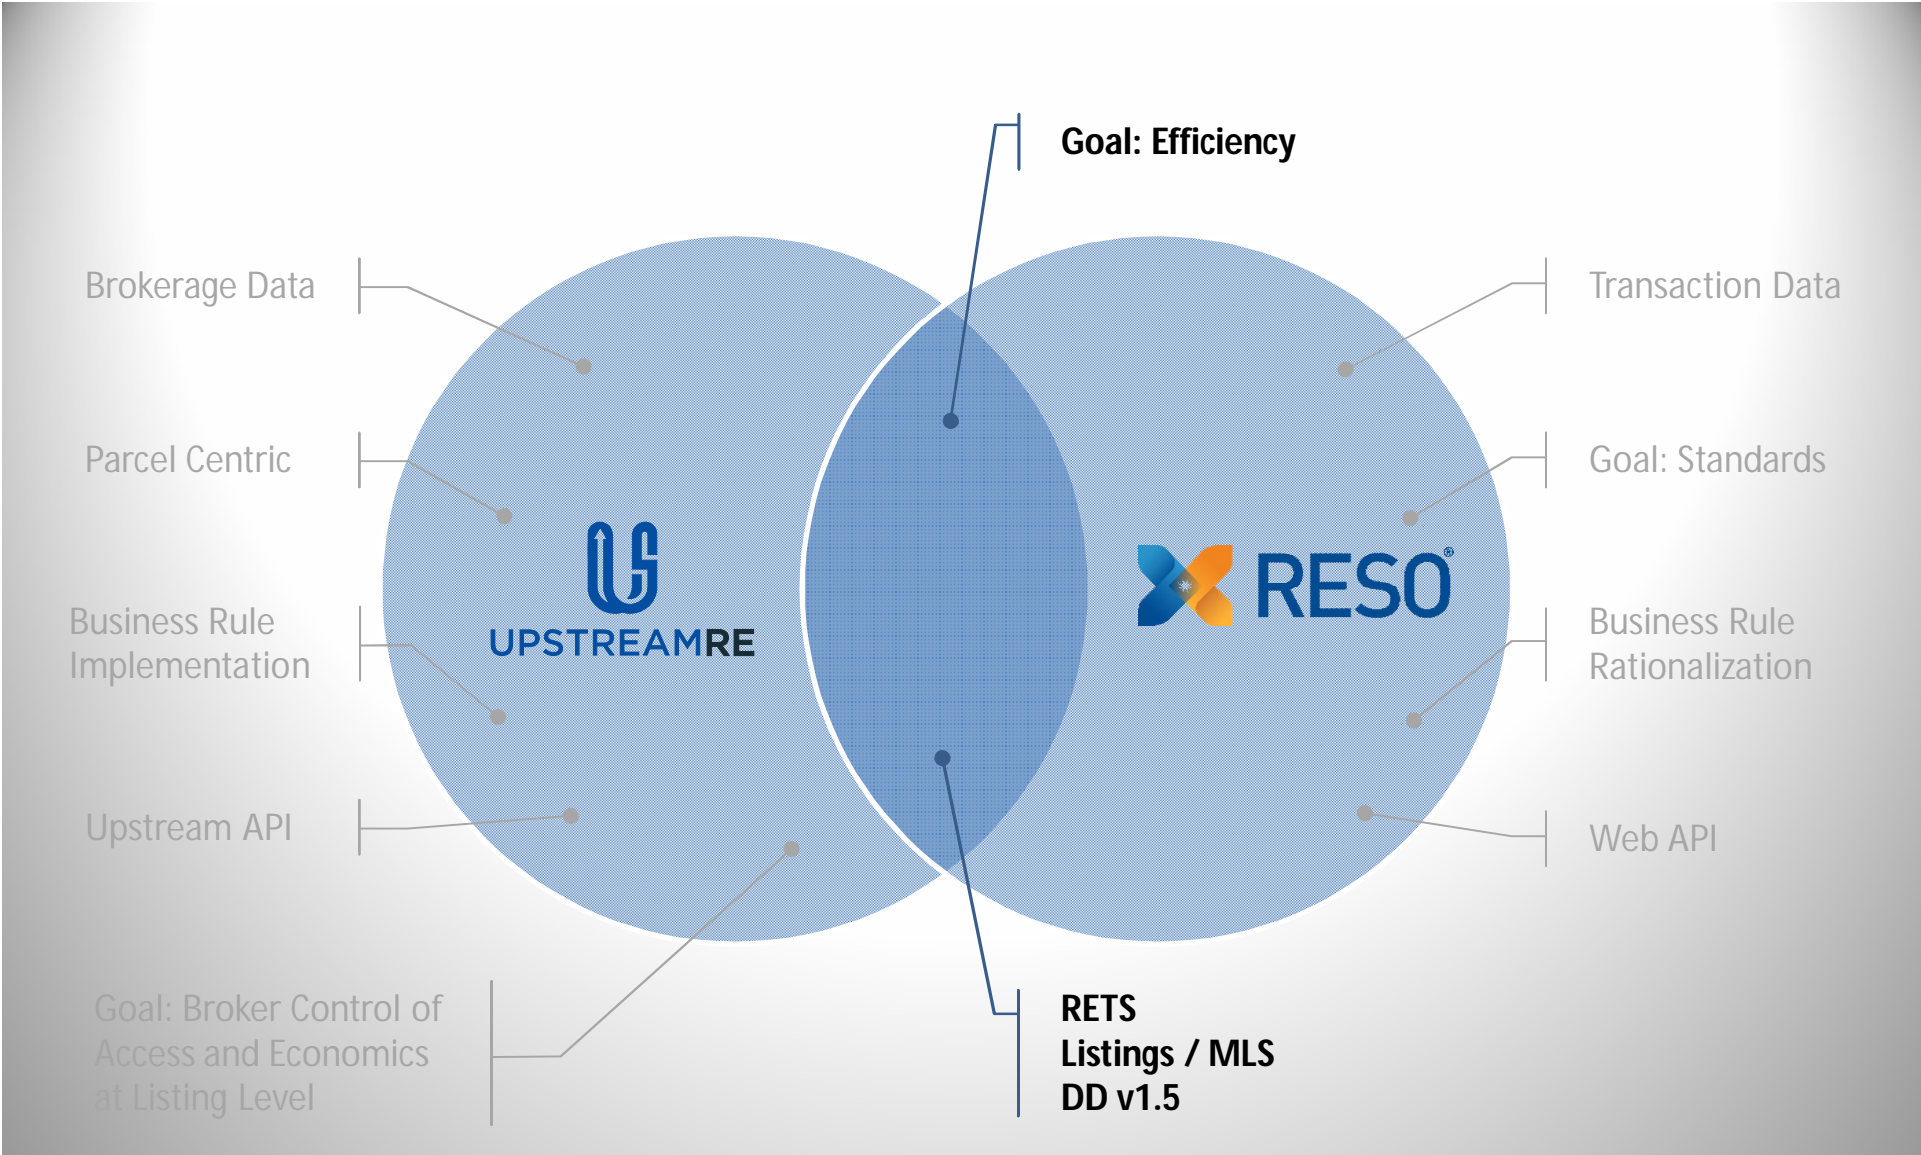 Goal: Efficiency
Brokerage Data
Transaction Data
Parcel Centric
Goal: Standards
UPSTREAMRE
RESO®
Business Rule
Implementation
Business Rule
Rationalization
Upstream API
Web API
Goal: Broker Control of
Access and Economics
at Listing Level
RETS
Listings / MLS
DD v1.5